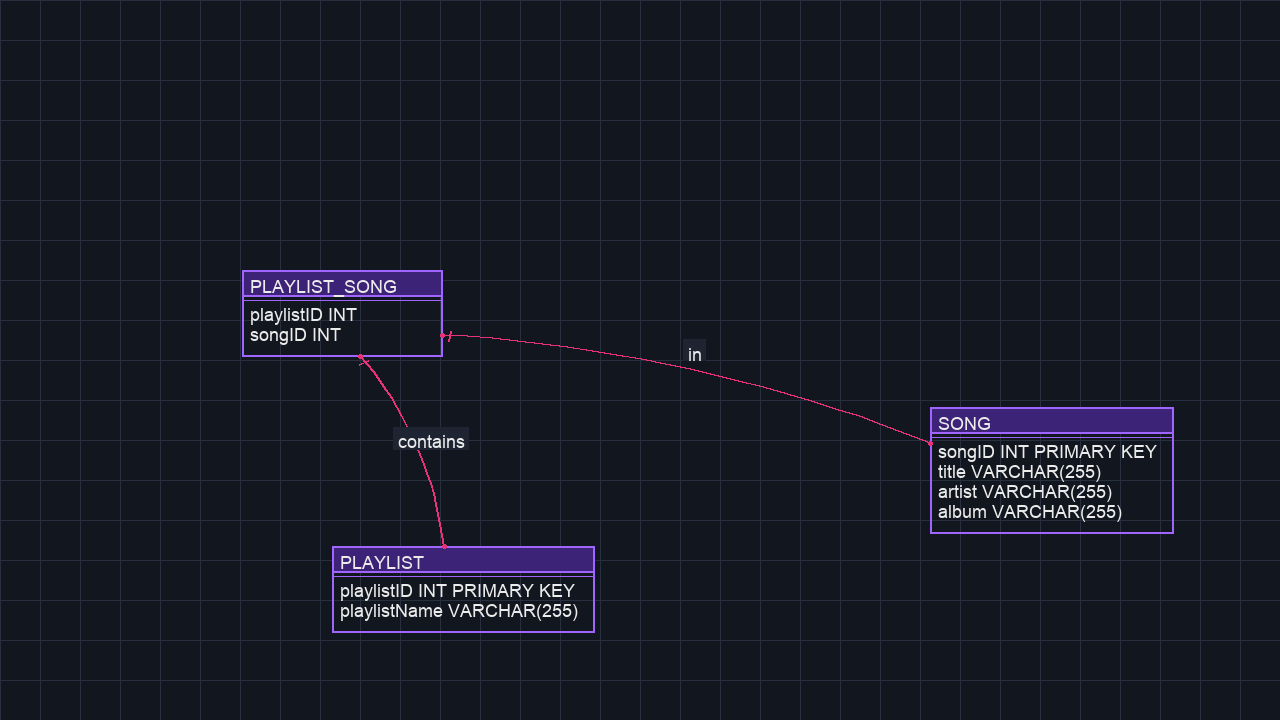 PLAYLIST_SONG
playlistID INT
songID INT
in
SONG
songID INT PRIMARY KEY
title VARCHAR(255)
artist VARCHAR(255)
album VARCHAR(255)
contains
PLAYLIST
playlistID INT PRIMARY KEY
playlistName VARCHAR(255)